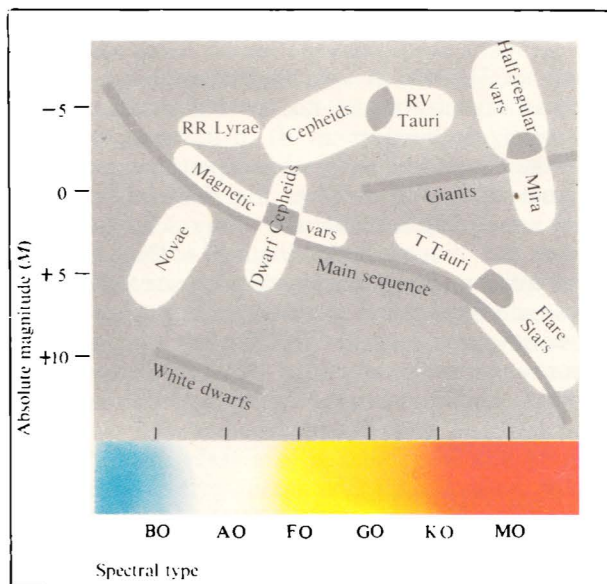 Absolute magnitude (M)
−5
0
+5
+10
RR Lyrae
Cepheids
RV
Tauri
Half-regular
vars
Mira
Giants
Magnetic
vars
Dwarf Cepheids
Novae
Main sequence
T Tauri
Flare
Stars
White dwarfs
BO
AO
FO
GO
KO
MO
Spectral type